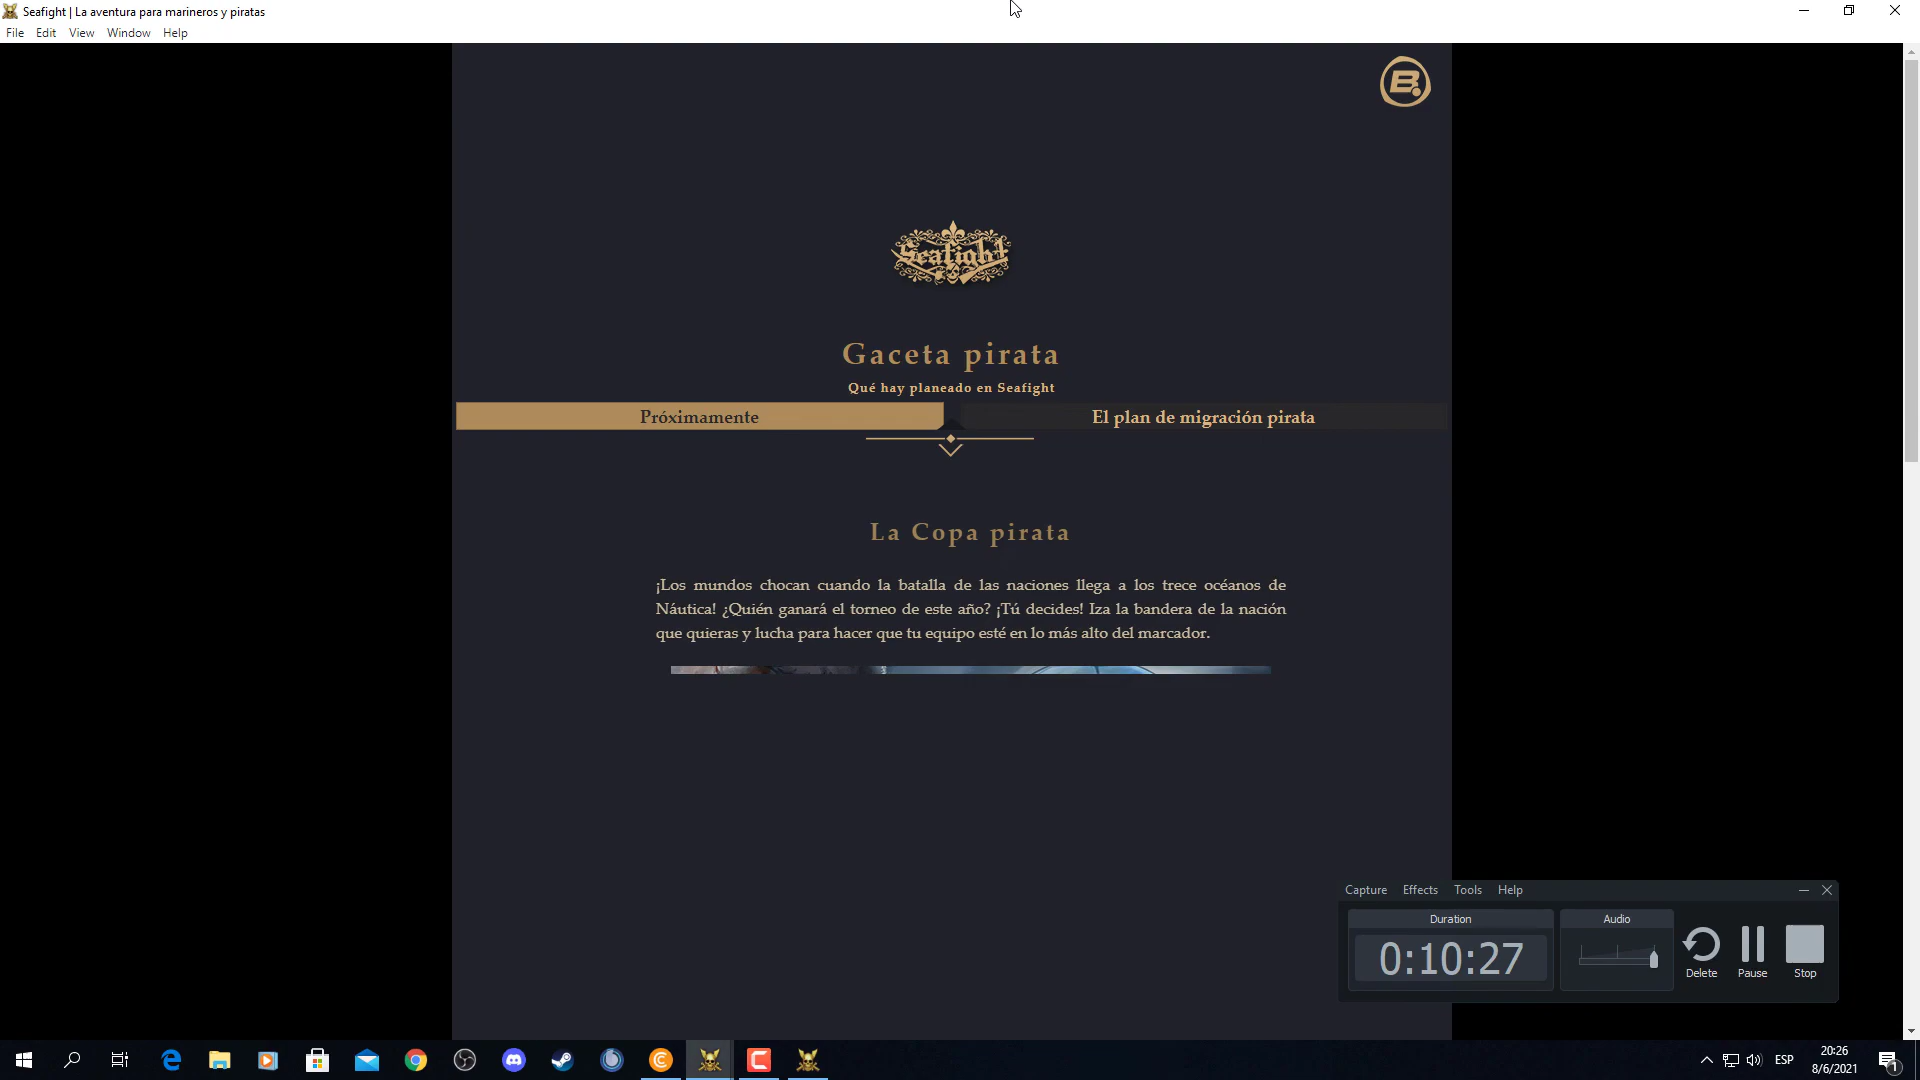 Seafight | La aventura para marineros y piratas
File Edit View Window Help
B.
Seafight
Gaceta pirata
Qué hay planeado en Seafight
Próximamente
El plan de migración pirata
La Copa pirata
¡Los mundos chocan cuando la batalla de las naciones llega a los trece océanos de
Náutica! ¿Quién ganará el torneo de este año? ¡Tú decides! Iza la bandera de la nación
que quieras y lucha para hacer que tu equipo esté en lo más alto del marcador.
Capture Effects Tools Help
Duration
Audio
0:10:27
Delete
Pause
Stop
ESP
20:26
8/6/2021
1